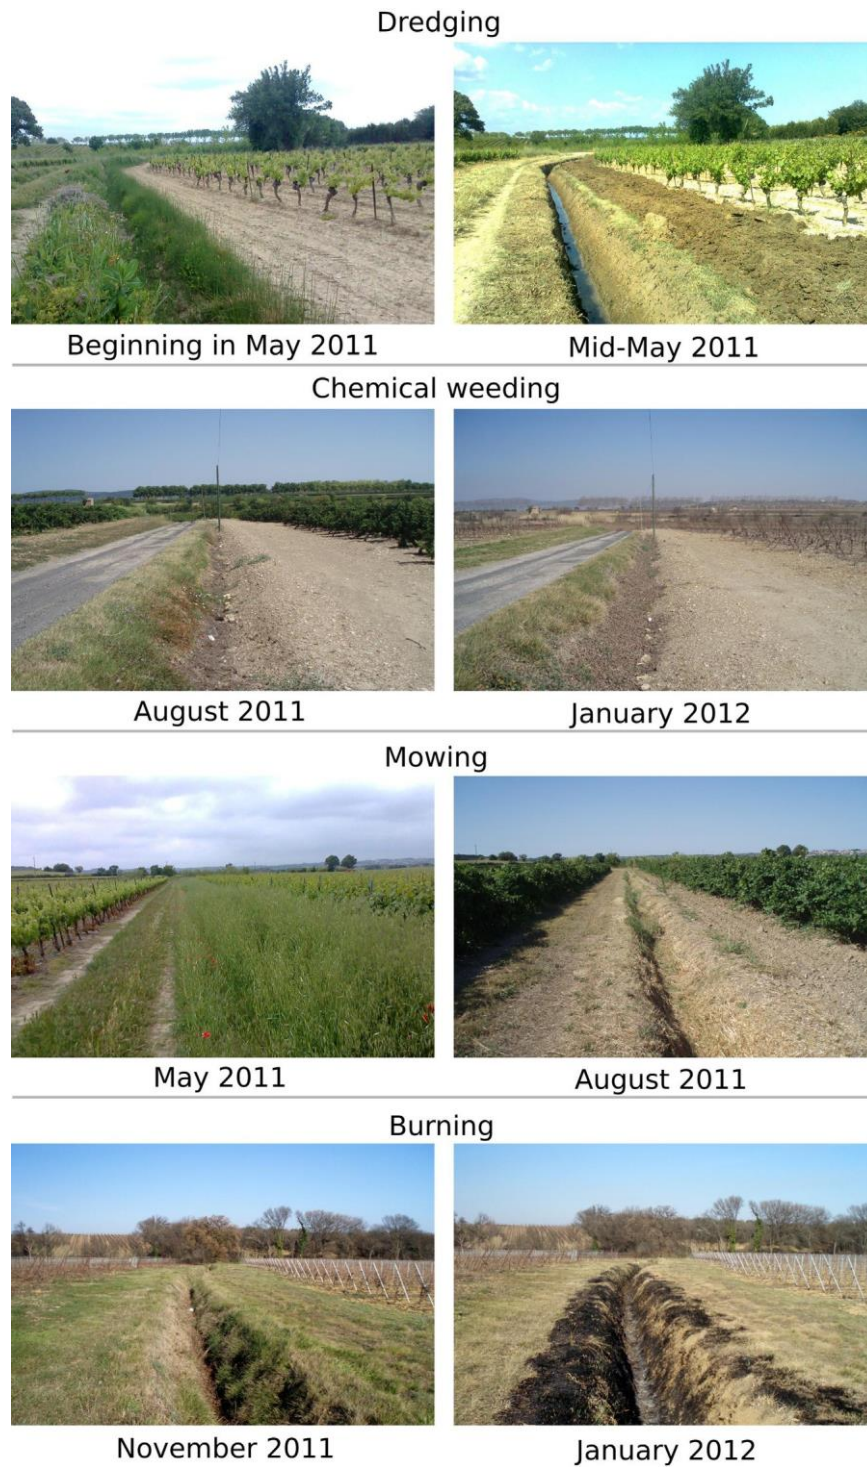 Dredging
Beginning in May 2011
Mid-May 2011
Chemical weeding
August 2011
January 2012
Mowing
May 2011
August 2011
Burning
November 2011
January 2012